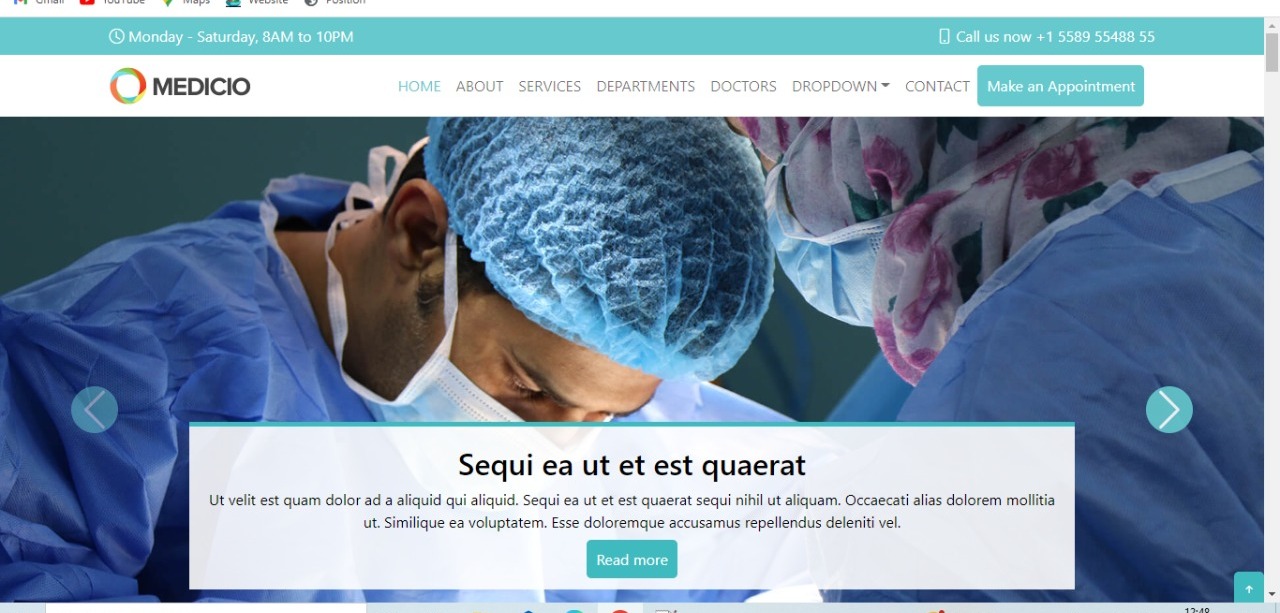 Gmail YouTube Maps Website Position
Monday - Saturday, 8AM to 10PM
Call us now +1 5589 55488 55
MEDICIO
HOME ABOUT SERVICES DEPARTMENTS DOCTORS DROPDOWN CONTACT Make an Appointment
Sequi ea ut et est quaerat
Ut velit est quam dolor ad a aliquid qui aliquid. Sequi ea ut et est quaerat sequi nihil ut aliquam. Occaecati alias dolorem mollitia
ut. Similique ea voluptatem. Esse doloremque accusamus repellendus deleniti vel.
Read more
12:48